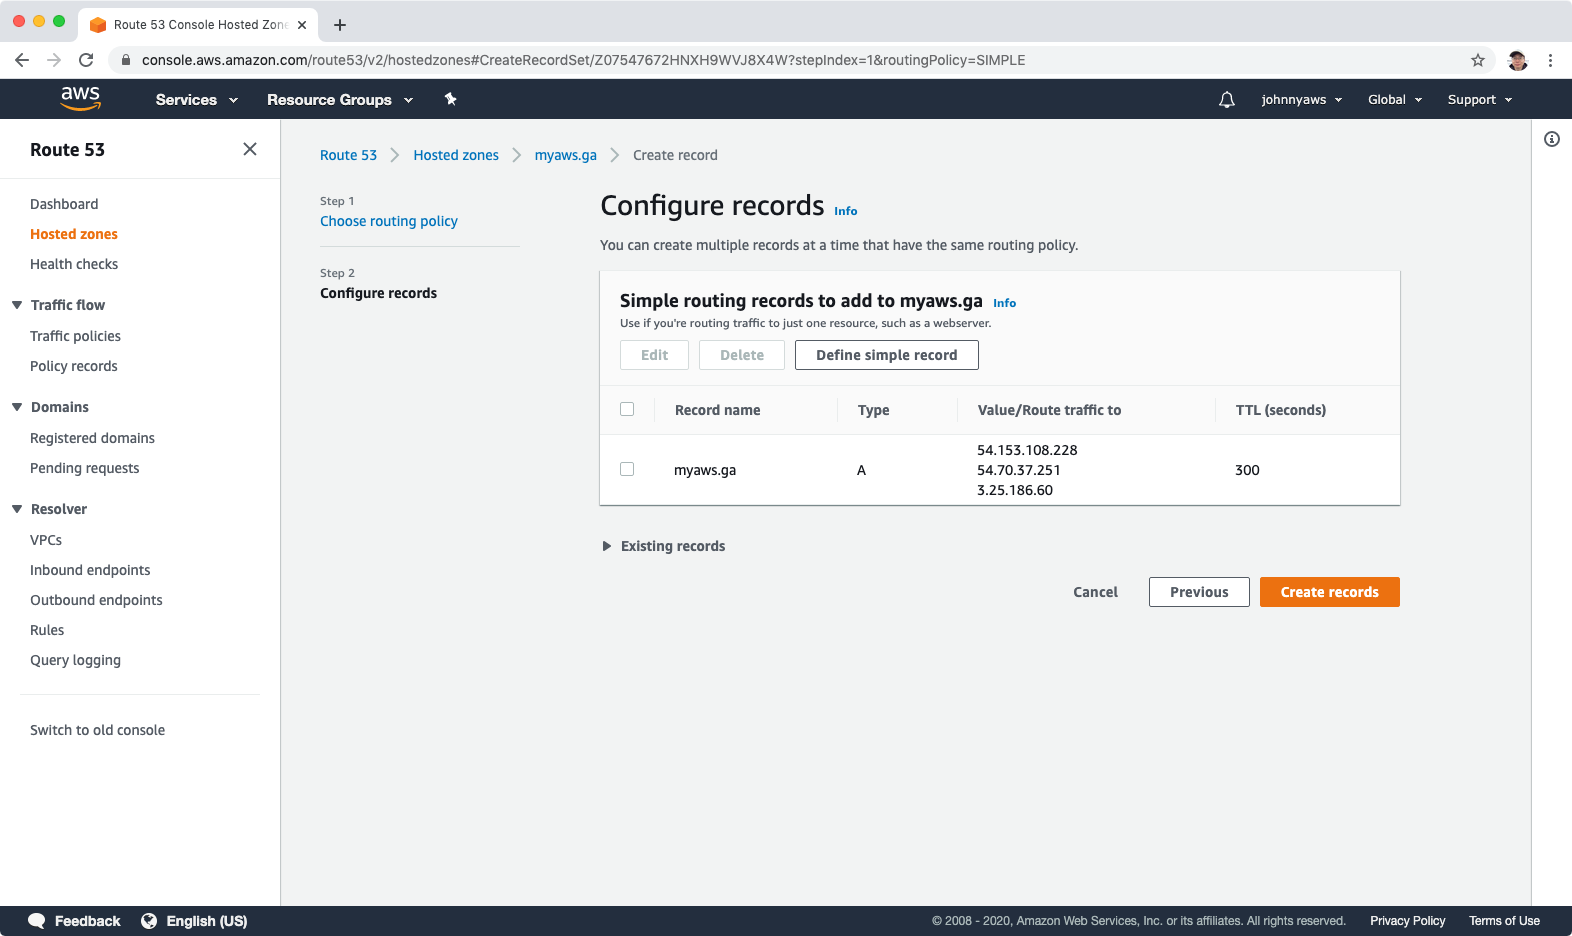 Route 53 Console Hosted Zone
console.aws.amazon.com/route53/v2/hostedzones#CreateRecordSet/Z07547672HNXH9WVJ8X4W?stepIndex=1&routingPolicy=SIMPLE
aws Services Resource Groups johnnyaws Global Support
Route 53
Dashboard
Hosted zones
Health checks
Traffic flow
Traffic policies
Policy records
Domains
Registered domains
Pending requests
Resolver
VPCs
Inbound endpoints
Outbound endpoints
Rules
Query logging
Switch to old console
Route 53 Hosted zones myaws.ga Create record
Step 1
Choose routing policy
Step 2
Configure records
Configure records Info
You can create multiple records at a time that have the same routing policy.
Simple routing records to add to myaws.ga Info
Use if you're routing traffic to just one resource, such as a webserver.
Edit Delete Define simple record
Record name Type Value/Route traffic to TTL (seconds)
myaws.ga A 54.153.108.228 300
54.70.37.251
3.25.186.60
Existing records
Cancel Previous Create records
Feedback English (US) © 2008 - 2020, Amazon Web Services, Inc. or its affiliates. All rights reserved. Privacy Policy Terms of Use